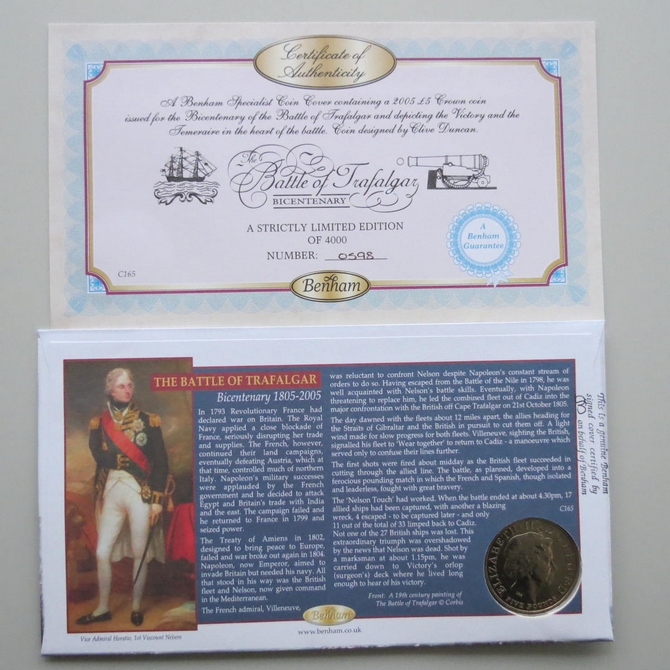 Certificate of
Authenticity
A Benham Specialist Coin Cover containing a 2005 £5 Crown coin
issued for the Bicentenary of the Battle of Trafalgar and depicting the Victory and the
Temeraire in the heart of the battle. Coin designed by Clive Duncan.
The
Battle of Trafalgar
BICENTENARY
A STRICTLY LIMITED EDITION
OF 4000
NUMBER: 0598
A
Benham
Guarantee
C165
Benham
THE BATTLE OF TRAFALGAR
Bicentenary 1805-2005
In 1793 Revolutionary France had
declared war on Britain. The Royal
Navy applied a close blockade of
France, seriously disrupting her trade
and supplies. The French, however,
continued their land campaigns,
eventually defeating Austria, which at
that time, controlled much of northern
Italy. Napoleon's military successes
were applauded by the French
government and he decided to attack
Egypt and Britain's trade with India
and the east. The campaign failed and
he returned to France in 1799 and
seized power.
The Treaty of Amiens in 1802,
designed to bring peace to Europe,
failed and war broke out again in 1804.
Napoleon, now Emperor, aimed to
invade Britain but needed his navy. All
that stood in his way was the British
fleet and Nelson, now given command
in the Mediterranean.
The French admiral, Villeneuve,
was reluctant to confront Nelson despite Napoleon's constant stream of
orders to do so. Having escaped from the Battle of the Nile in 1798, he was
well acquainted with Nelson's battle skills. Eventually, with Napoleon
threatening to replace him, he led the combined fleet out of Cadiz into the
major confrontation with the British off Cape Trafalgar on 21st October 1805.
The day dawned with the fleets about 12 miles apart, the allies heading for
the Straits of Gibraltar and the British in pursuit to cut them off. A light
wind made for slow progress for both fleets. Villeneuve, sighting the British,
signalled his fleet to 'Wear together' to return to Cadiz - a manoeuvre which
served only to confuse their lines further.
The first shots were fired about midday as the British fleet succeeded in
cutting through the allied line. The battle, as planned, developed into a
ferocious pounding match in which the French and Spanish, though isolated
and leaderless, fought with great bravery.
The 'Nelson Touch' had worked. When the battle ended at about 4.30pm, 17
allied ships had been captured, with another a blazing
wreck, 4 escaped - to be captured later - and only
11 out of the total of 33 limped back to Cadiz.
Not one of the 27 British ships was lost. This
extraordinary triumph was overshadowed
by the news that Nelson was dead. Shot by
a marksman at about 1.15pm, he was
carried down to Victory's orlop
(surgeon's) deck where he lived long
enough to hear of his victory.
C165
Front: A 19th century painting of
The Battle of Trafalgar © Corbis
Benham
www.benham.co.uk
Vice Admiral Horatio, 1st Viscount Nelson
This is a genuine Benham
signed cover certified by
on behalf of Benham
ELIZABETH II
FIVE POUNDS